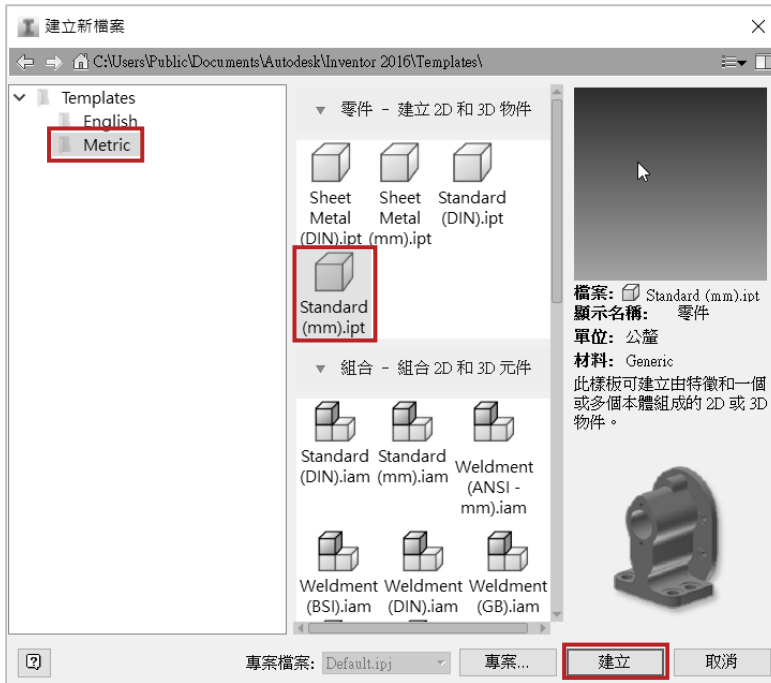 建立新檔案
C:\Users\Public\Documents\Autodesk\Inventor 2016\Templates\
Templates
English
Metric
零件 - 建立 2D 和 3D 物件
Sheet Metal (DIN).ipt
Sheet Metal (mm).ipt
Standard (DIN).ipt
Standard (mm).ipt
組合 - 組合 2D 和 3D 元件
Standard (DIN).iam
Standard (mm).iam
Weldment (ANSI - mm).iam
Weldment (BSI).iam
Weldment (DIN).iam
Weldment (GB).iam
檔案: Standard (mm).ipt
顯示名稱: 零件
單位: 公釐
材料: Generic
此樣板可建立由特徵和一個
或多個本體組成的 2D 或 3D
物件。
專案檔案: Default.ipj
專案...
建立
取消